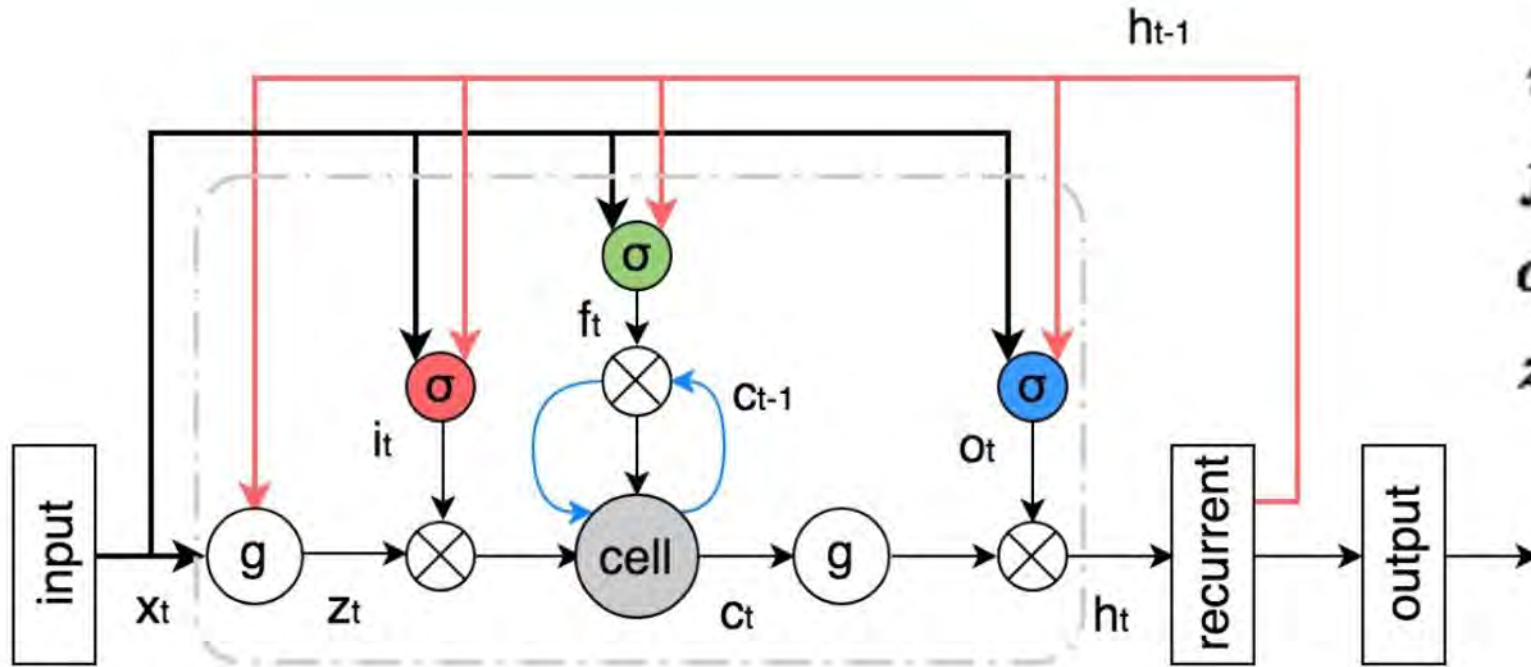 ht-1
σ
ft
σ
ct-1
σ
it
ot
input
g
cell
g
recurrent
output
xt
zt
ct
ht